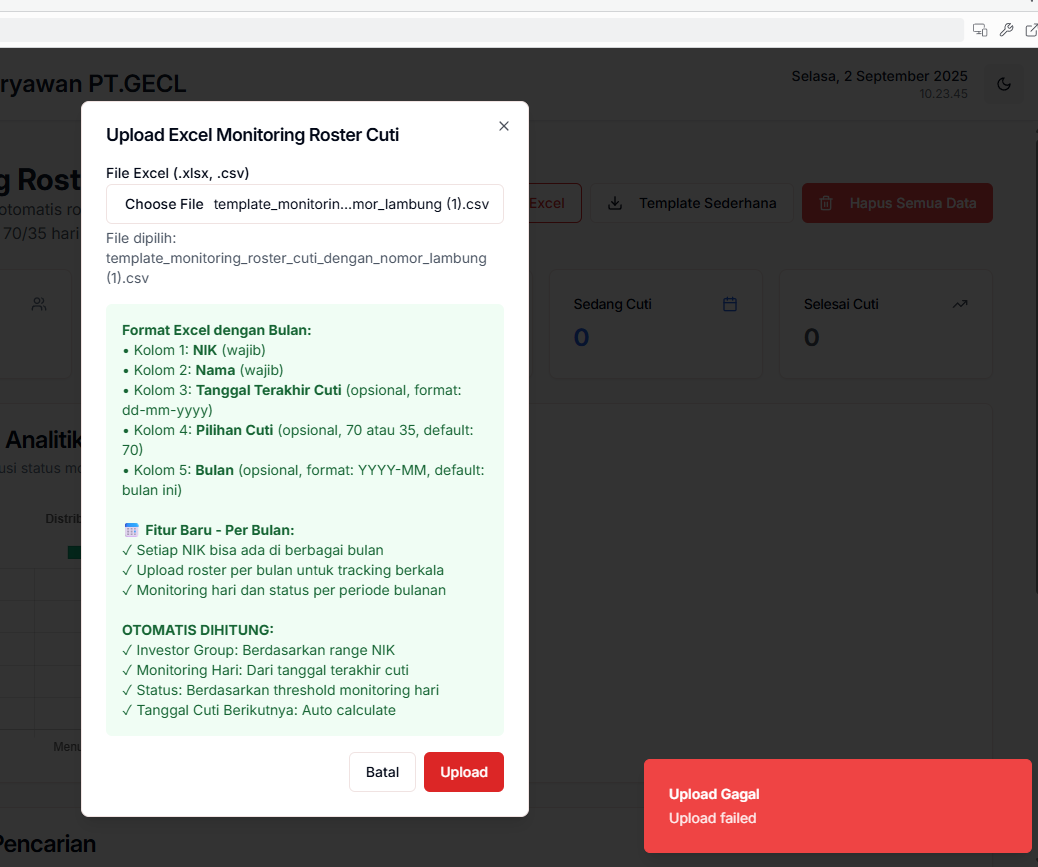 ryawan PT.GECL
Selasa, 2 September 2025
10.23.45
Upload Excel Monitoring Roster Cuti
File Excel (.xlsx, .csv)
Choose File template_monitorin...mor_lambung (1).csv
File dipilih:
template_monitoring_roster_cuti_dengan_nomor_lambung
(1).csv
g Rost
otomatis ro
70/35 hari
Excel
Template Sederhana
Hapus Semua Data
Sedang Cuti
0
Selesai Cuti
0
Format Excel dengan Bulan:
• Kolom 1: NIK (wajib)
• Kolom 2: Nama (wajib)
• Kolom 3: Tanggal Terakhir Cuti (opsional, format:
dd-mm-yyyy)
• Kolom 4: Pilihan Cuti (opsional, 70 atau 35, default:
70)
• Kolom 5: Bulan (opsional, format: YYYY-MM, default:
bulan ini)
Fitur Baru - Per Bulan:
✓ Setiap NIK bisa ada di berbagai bulan
✓ Upload roster per bulan untuk tracking berkala
✓ Monitoring hari dan status per periode bulanan
OTOMATIS DIHITUNG:
✓ Investor Group: Berdasarkan range NIK
✓ Monitoring Hari: Dari tanggal terakhir cuti
✓ Status: Berdasarkan threshold monitoring hari
✓ Tanggal Cuti Berikutnya: Auto calculate
Batal
Upload
Analitik
usi status mo
Distrib
Menu
Pencarian
Upload Gagal
Upload failed